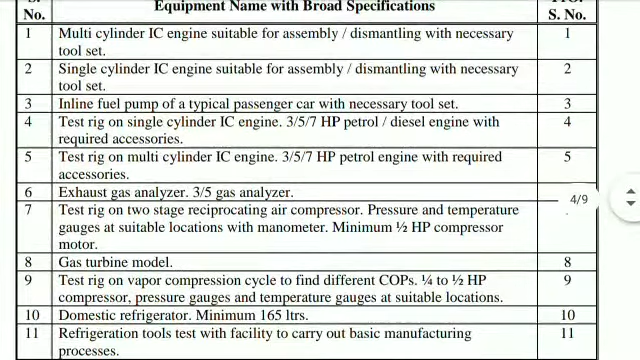 Equipment Name with Broad Specifications
No. S. No.
1 Multi cylinder IC engine suitable for assembly / dismantling with necessary 1
tool set.
2 Single cylinder IC engine suitable for assembly / dismantling with necessary 2
tool set.
3 Inline fuel pump of a typical passenger car with necessary tool set. 3
4 Test rig on single cylinder IC engine. 3/5/7 HP petrol / diesel engine with 4
required accessories.
5 Test rig on multi cylinder IC engine. 3/5/7 HP petrol engine with required 5
accessories.
6 Exhaust gas analyzer. 3/5 gas analyzer.
4/9
7 Test rig on two stage reciprocating air compressor. Pressure and temperature
gauges at suitable locations with manometer. Minimum ½ HP compressor
motor.
8 Gas turbine model. 8
9 Test rig on vapor compression cycle to find different COPs. ¼ to ½ HP 9
compressor, pressure gauges and temperature gauges at suitable locations.
10 Domestic refrigerator. Minimum 165 ltrs. 10
11 Refrigeration tools test with facility to carry out basic manufacturing 11
processes.